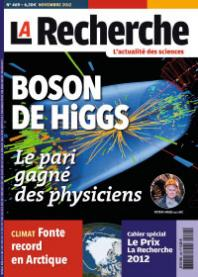 N° 469 - 6,30€ NOVEMBRE 2012
LA Recherche
L'actualité des sciences
BOSON
DE HiGGS
Le pari
gagné
des physiciens
CLIMAT Fonte
record
en Arctique
Cahier spécial
Le Prix
La Recherche
2012